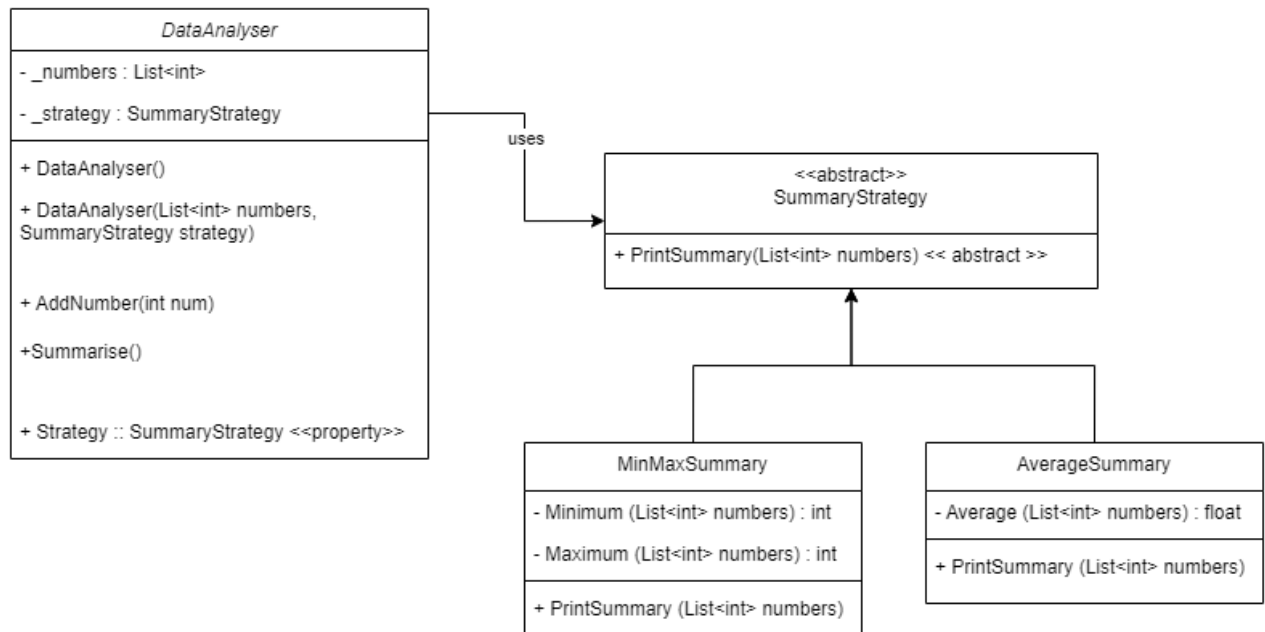 DataAnalyser
- _numbers : List<int>
- _strategy : SummaryStrategy
+ DataAnalyser()
+ DataAnalyser(List<int> numbers,
SummaryStrategy strategy)
+ AddNumber(int num)
+Summarise()
+ Strategy :: SummaryStrategy <<property>>
uses
<<abstract>>
SummaryStrategy
+ PrintSummary(List<int> numbers) << abstract >>
MinMaxSummary
- Minimum (List<int> numbers) : int
- Maximum (List<int> numbers) : int
+ PrintSummary (List<int> numbers)
AverageSummary
- Average (List<int> numbers) : float
+ PrintSummary (List<int> numbers)